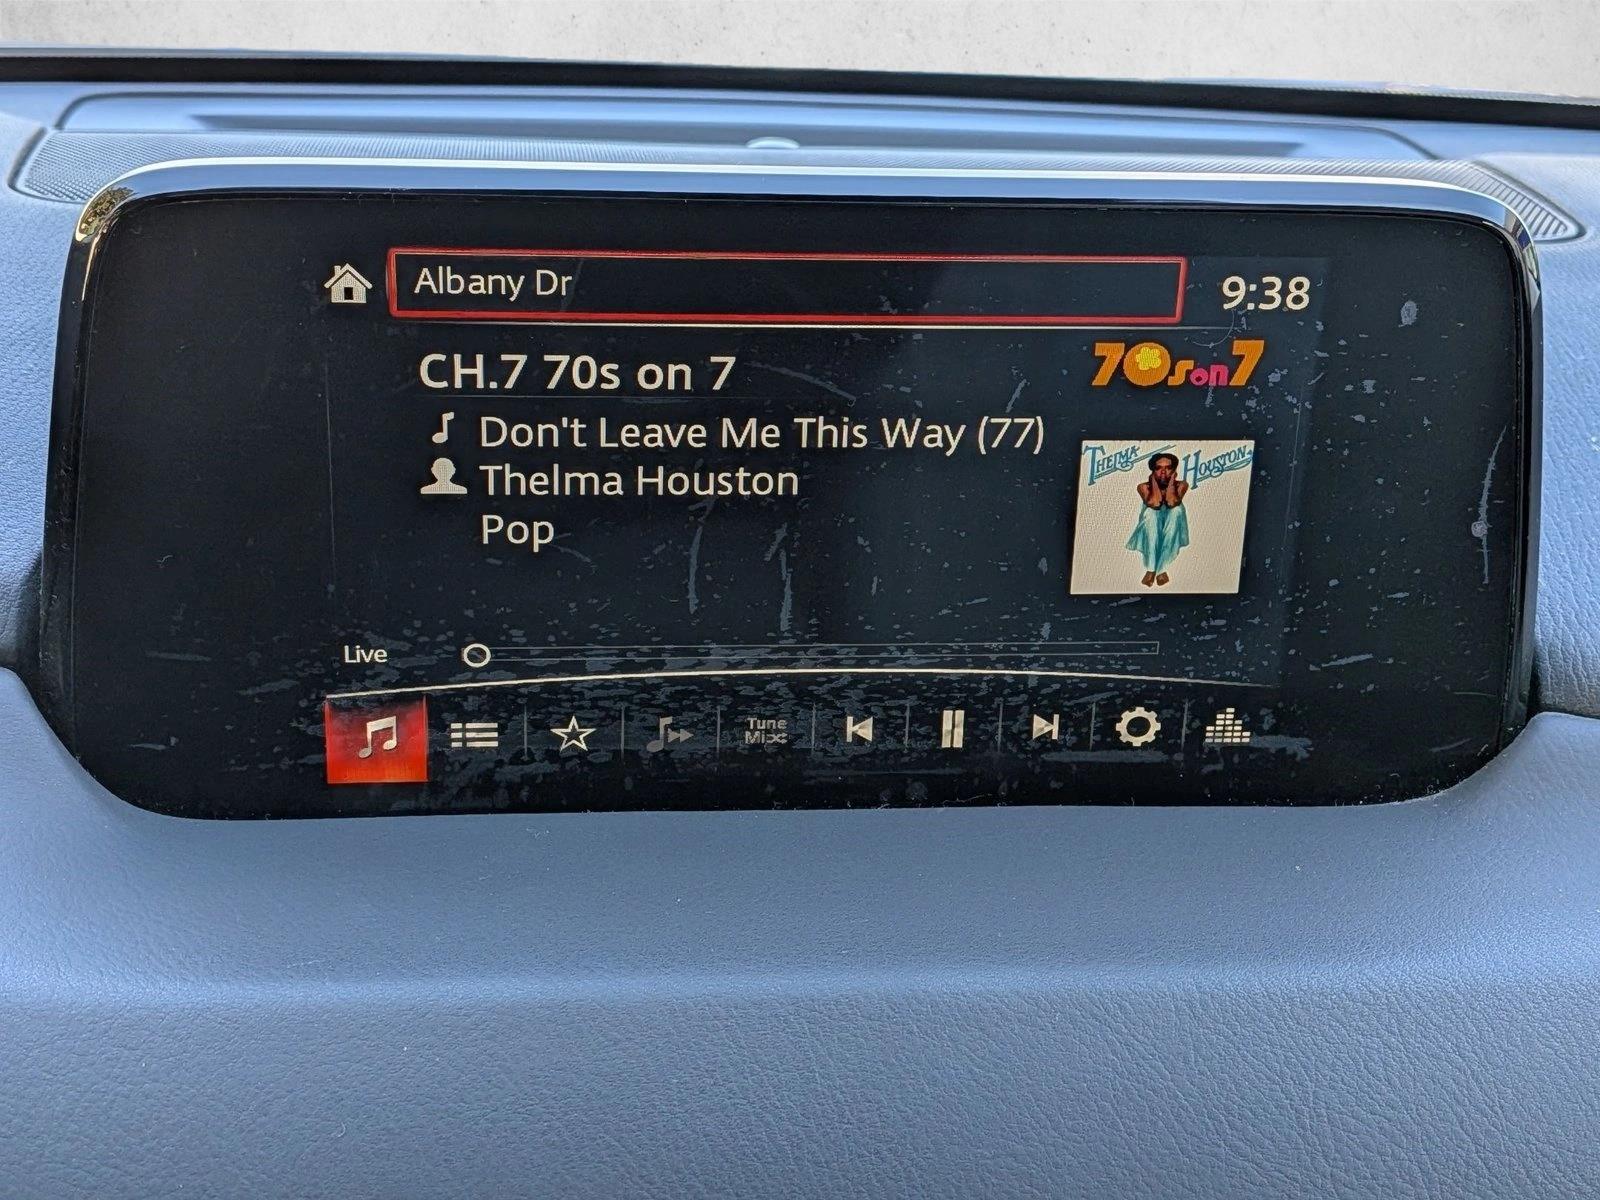 Albany Dr
9:38
CH.7 70s on 7
70s on 7
Don't Leave Me This Way (77)
Thelma Houston
THELMA HOUSTON
Pop
Live
Tune
Mix